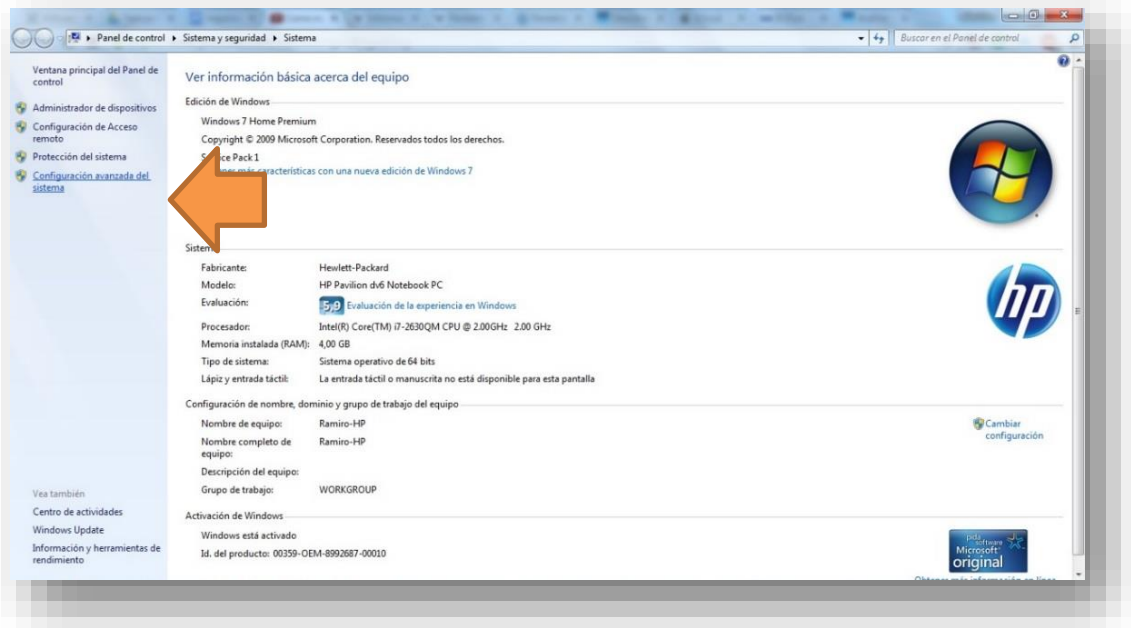 Panel de control ▸ Sistema y seguridad ▸ Sistema
Buscar en el Panel de control
Ventana principal del Panel de
control
Administrador de dispositivos
Configuración de Acceso
remoto
Protección del sistema
Configuración avanzada del
sistema
Ver información básica acerca del equipo
Edición de Windows
Windows 7 Home Premium
Copyright © 2009 Microsoft Corporation. Reservados todos los derechos.
Pack 1
más características con una nueva edición de Windows 7
Sistema
Fabricante: Hewlett-Packard
Modelo: HP Pavilion dv6 Notebook PC
Evaluación: 5,9 Evaluación de la experiencia en Windows
Procesador: Intel(R) Core(TM) i7-2630QM CPU @ 2.00GHz 2.00 GHz
Memoria instalada (RAM): 4,00 GB
Tipo de sistema: Sistema operativo de 64 bits
Lápiz y entrada táctil: La entrada táctil o manuscrita no está disponible para esta pantalla
hp
Configuración de nombre, dominio y grupo de trabajo del equipo
Nombre de equipo: Ramiro-HP
Nombre completo de Ramiro-HP
equipo:
Descripción del equipo:
Grupo de trabajo: WORKGROUP
Cambiar
configuración
Vea también
Centro de actividades
Windows Update
Información y herramientas de
rendimiento
Activación de Windows
Windows está activado
Id. del producto: 00359-OEM-8992687-00010
pida
software
Microsoft
original